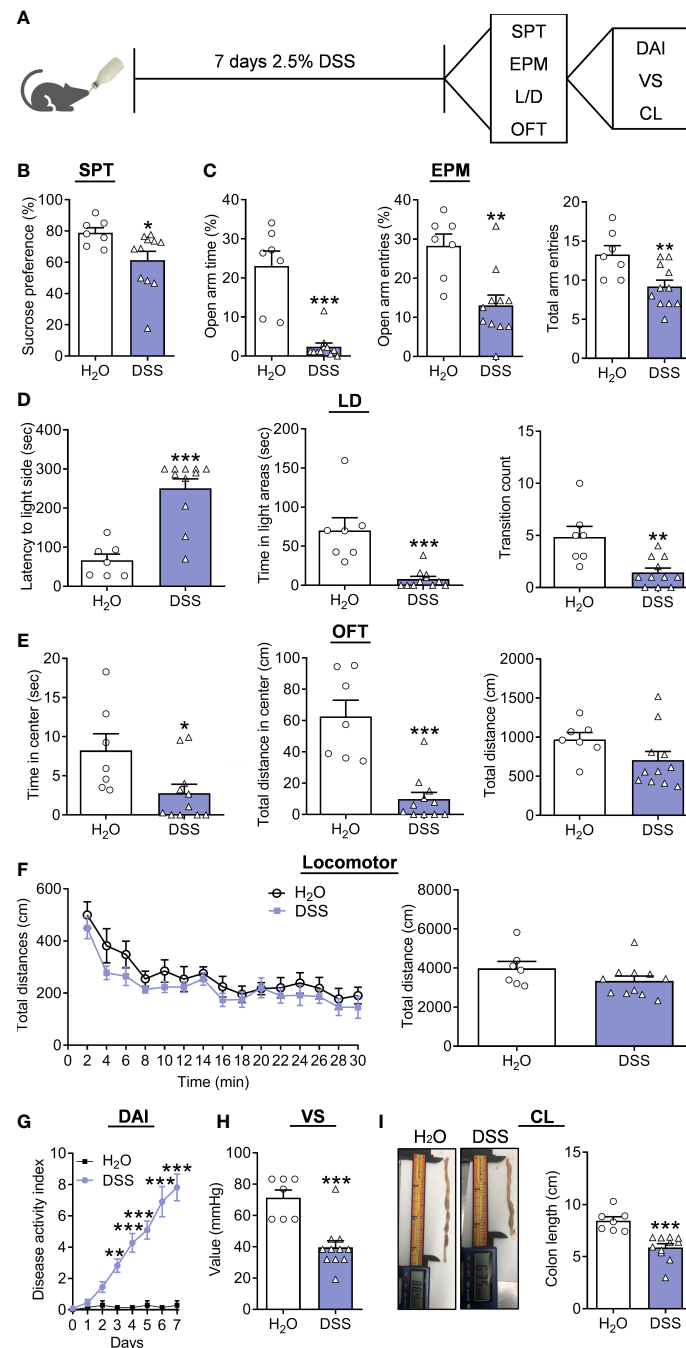 A
7 days 2.5% DSS
SPT
EPM
L/D
OFT
DAI
VS
CL
B
SPT
Sucrose preference (%)
100
80
60
40
20
0
*
H2O
DSS
C
EPM
Open arm time (%)
40
30
20
10
0
***
H2O
DSS
Open arm entries (%)
40
30
20
10
0
**
H2O
DSS
Total arm entries
20
15
10
5
0
**
H2O
DSS
D
LD
Latency to light side (sec)
400
300
200
100
0
***
H2O
DSS
Time in light areas (sec)
200
150
100
50
0
***
H2O
DSS
Transition count
15
10
5
0
**
H2O
DSS
E
OFT
Time in center (sec)
20
15
10
5
0
*
H2O
DSS
Total distance in center (cm)
100
80
60
40
20
0
***
H2O
DSS
Total distance (cm)
2000
1500
1000
500
0
H2O
DSS
F
Locomotor
Total distances (cm)
600
400
200
0
H2O
DSS
0 2 4 6 8 10 12 14 16 18 20 22 24 26 28 30
Time (min)
Total distance (cm)
8000
6000
4000
2000
0
H2O
DSS
G
DAI
Disease activity index
10
8
6
4
2
0
H2O
DSS
**
***
***
***
***
0 1 2 3 4 5 6 7
Days
H
VS
Value (mmHg)
100
80
60
40
20
0
***
H2O
DSS
I
CL
H2O
DSS
Colon length (cm)
15
10
5
0
***
H2O
DSS